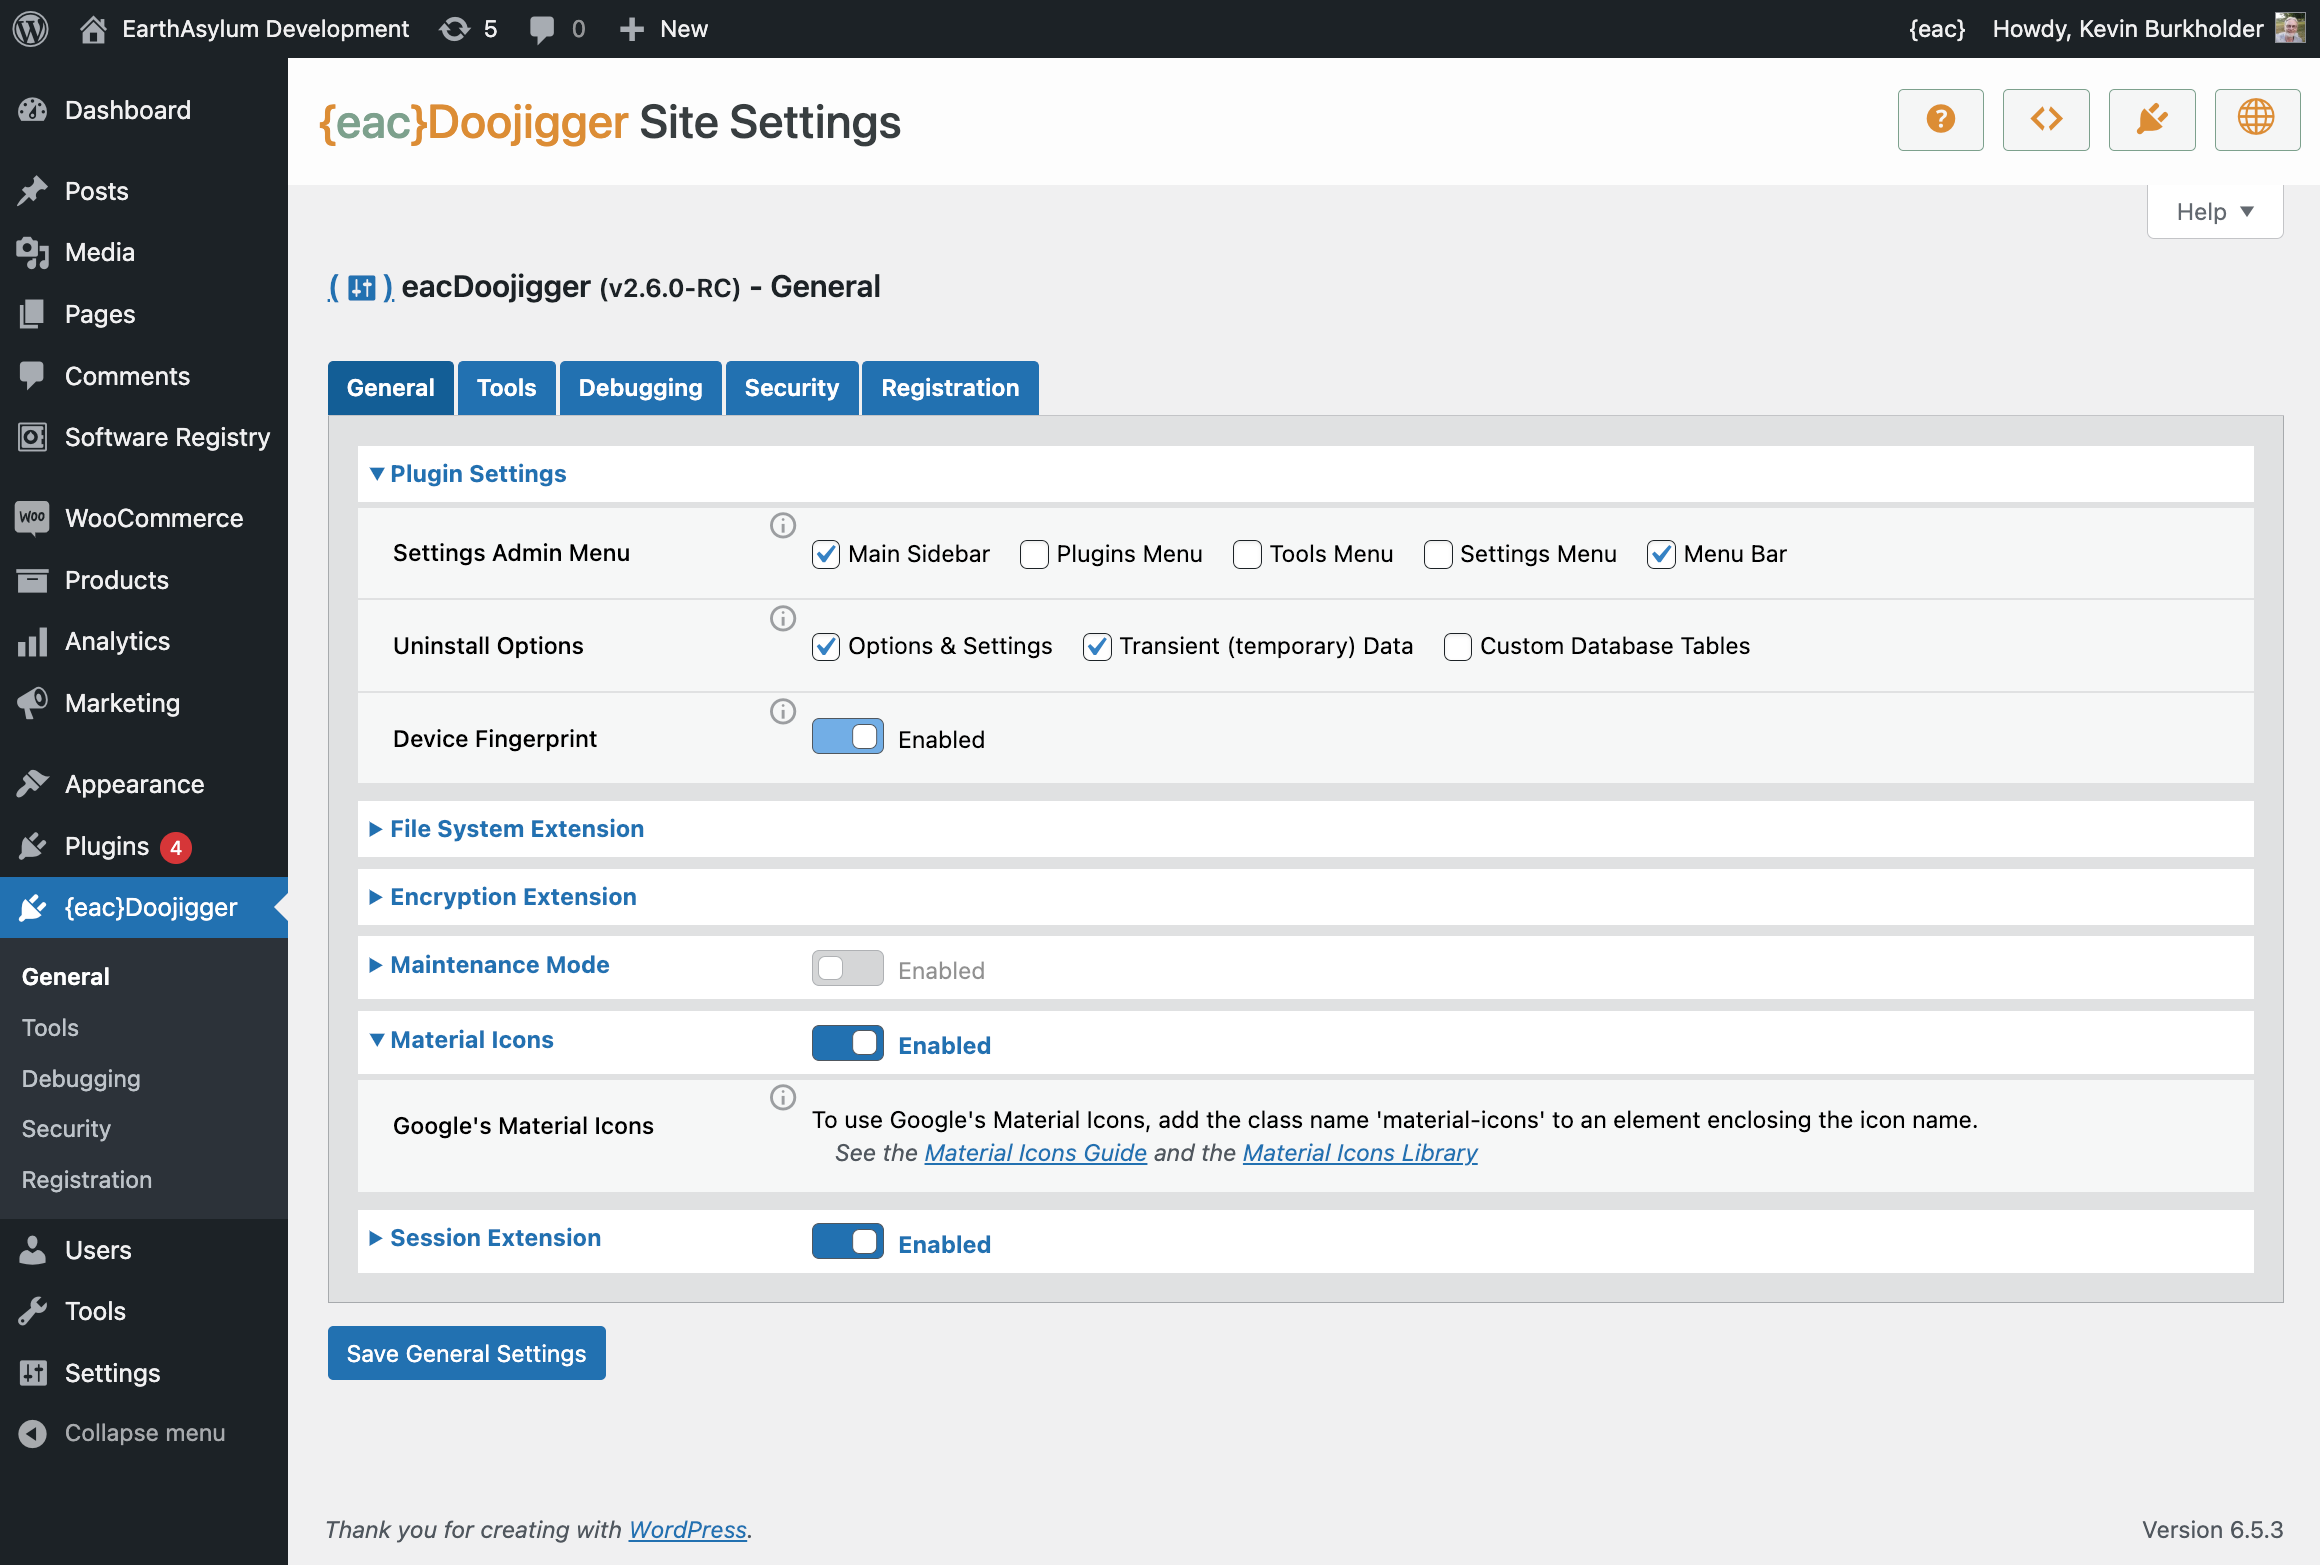 EarthAsylum Development 5 0 New {eac} Howdy, Kevin Burkholder
Dashboard
Posts
Media
Pages
Comments
Software Registry
WOO WooCommerce
Products
Analytics
Marketing
Appearance
Plugins 4
{eac}Doojigger
General
Tools
Debugging
Security
Registration
Users
Tools
Settings
Collapse menu
{eac}Doojigger Site Settings
?
Help
( ) eacDoojigger (v2.6.0-RC) - General
General Tools Debugging Security Registration
Plugin Settings
Settings Admin Menu Main Sidebar Plugins Menu Tools Menu Settings Menu Menu Bar
Uninstall Options Options & Settings Transient (temporary) Data Custom Database Tables
Device Fingerprint Enabled
File System Extension
Encryption Extension
Maintenance Mode Enabled
Material Icons Enabled
Google's Material Icons To use Google's Material Icons, add the class name 'material-icons' to an element enclosing the icon name.
See the Material Icons Guide and the Material Icons Library
Session Extension Enabled
Save General Settings
Thank you for creating with WordPress. Version 6.5.3